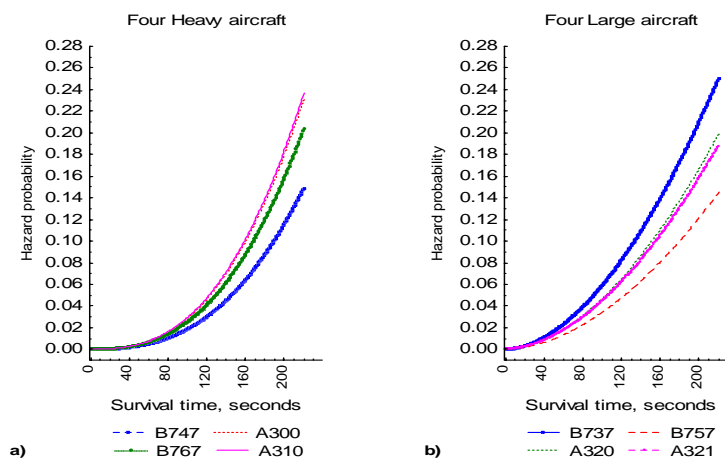 Four Heavy aircraft
Hazard probability
0.28
0.26
0.24
0.22
0.20
0.18
0.16
0.14
0.12
0.10
0.08
0.06
0.04
0.02
0.00
0 40 80 120 160 200
Survival time, seconds
B747 A300
B767 A310
a)
Four Large aircraft
Hazard probability
0.28
0.26
0.24
0.22
0.20
0.18
0.16
0.14
0.12
0.10
0.08
0.06
0.04
0.02
0.00
0 40 80 120 160 200
Survival time, seconds
B737 B757
A320 A321
b)